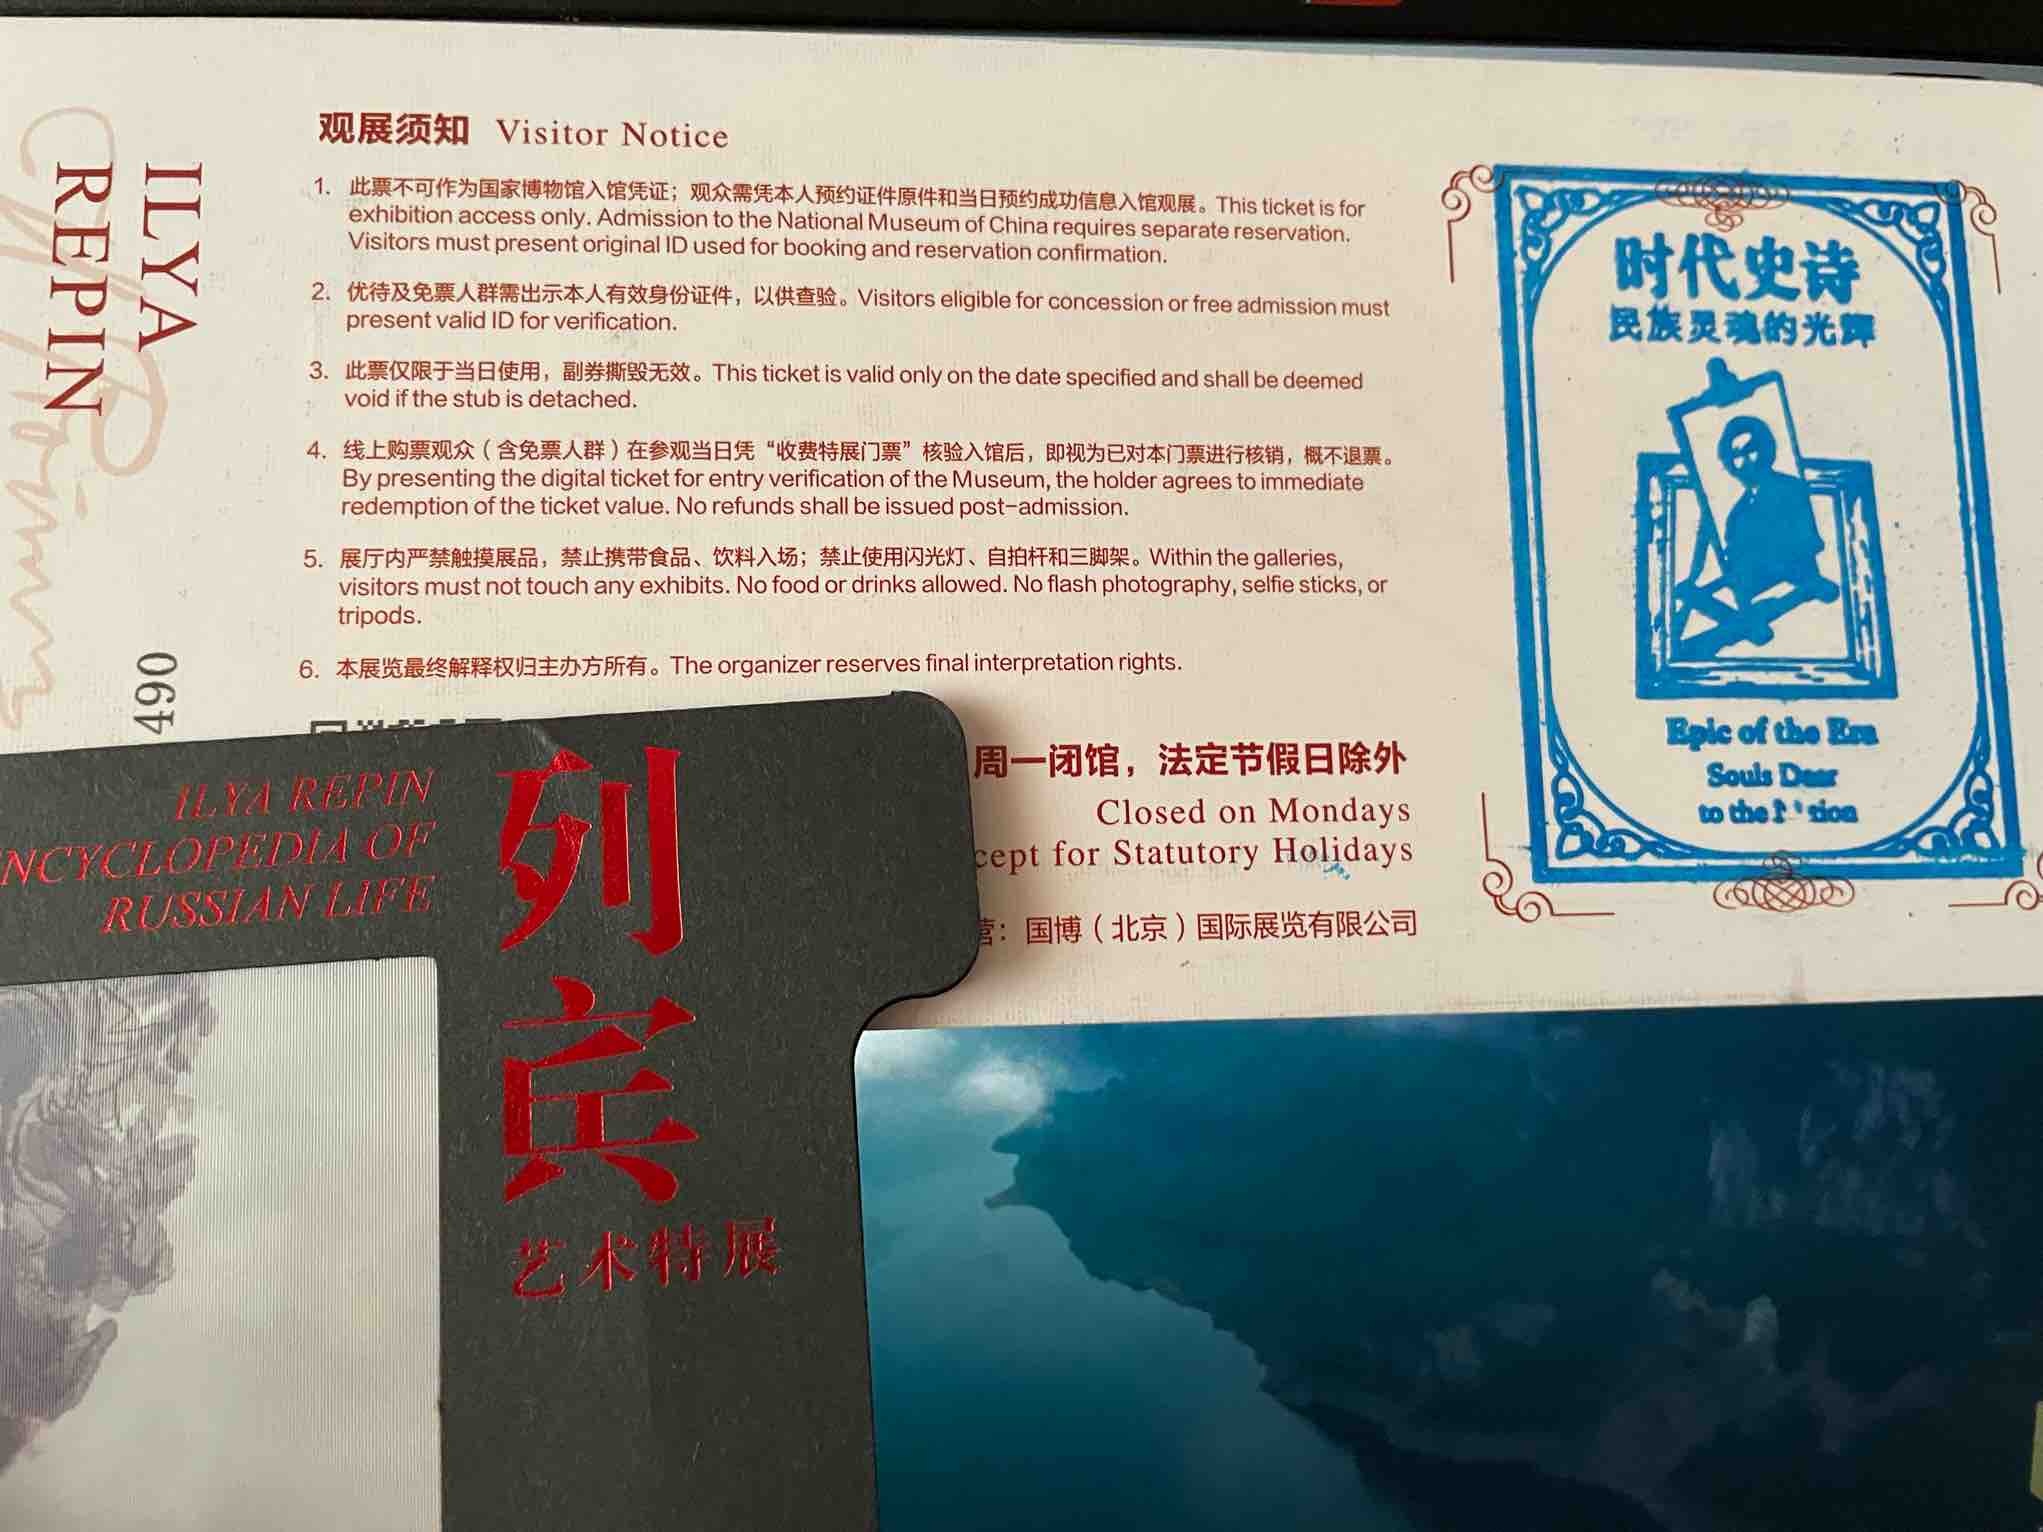 ILYA
REPIN
490
观展须知 Visitor Notice
1. 此票不可作为国家博物馆入馆凭证；观众需凭本人预约证件原件和当日预约成功信息入馆观展。This ticket is for
exhibition access only. Admission to the National Museum of China requires separate reservation.
Visitors must present original ID used for booking and reservation confirmation.
2. 优待及免票人群需出示本人有效身份证件，以供查验。Visitors eligible for concession or free admission must
present valid ID for verification.
3. 此票仅限于当日使用，副券撕毁无效。This ticket is valid only on the date specified and shall be deemed
void if the stub is detached.
4. 线上购票观众（含免票人群）在参观当日凭“收费特展门票”核验入馆后，即视为已对本门票进行核销，概不退票。
By presenting the digital ticket for entry verification of the Museum, the holder agrees to immediate
redemption of the ticket value. No refunds shall be issued post-admission.
5. 展厅内严禁触摸展品，禁止携带食品、饮料入场；禁止使用闪光灯、自拍杆和三脚架。Within the galleries,
visitors must not touch any exhibits. No food or drinks allowed. No flash photography, selfie sticks, or
tripods.
6. 本展览最终解释权归主办方所有。The organizer reserves final interpretation rights.
周一闭馆，法定节假日除外
Closed on Mondays
cept for Statutory Holidays
营：国博（北京）国际展览有限公司
时代史诗
民族灵魂的光辉
Epic of the Era
Souls Dear
to the
ILYA REPIN
NCYCLOPEDIA OF
RUSSIAN LIFE
列宾
艺术特展